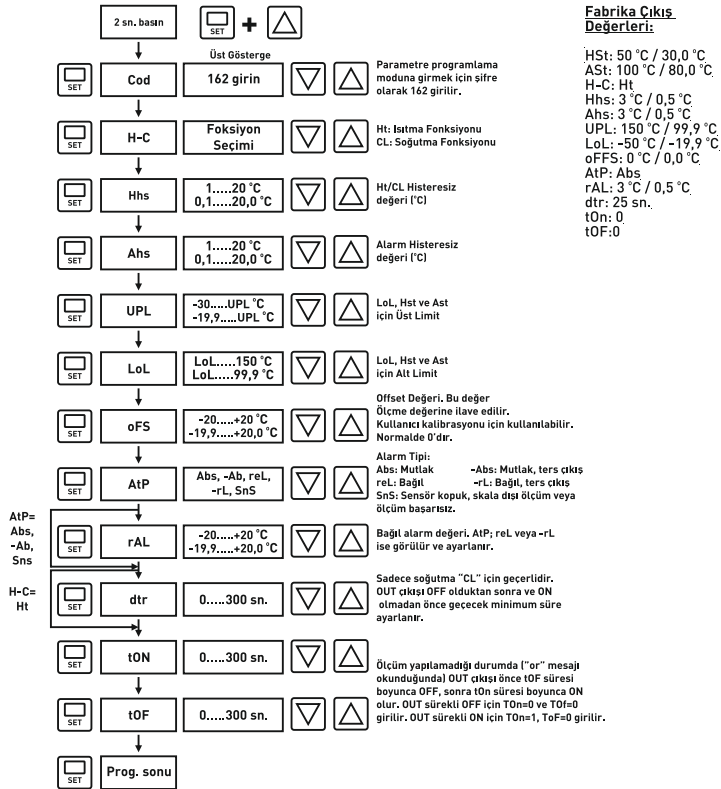 2 sn. basın
SET
+
Üst Gösterge
SET
Cod
162 girin
Parametre programlama
moduna girmek için şifre
olarak 162 girilir.
SET
H-C
Foksiyon
Seçimi
Ht: Isıtma Fonksiyonu
CL: Soğutma Fonksiyonu
SET
Hhs
1.....20 °C
0,1.....20,0 °C
Ht/CL Histeresiz
değeri (°C)
SET
Ahs
1.....20 °C
0,1.....20,0 °C
Alarm Histeresiz
değeri (°C)
SET
UPL
-30.....UPL °C
-19,9.....UPL °C
LoL, Hst ve Ast
için Üst Limit
SET
LoL
LoL.....150 °C
LoL.....99,9 °C
LoL, Hst ve Ast
için Alt Limit
SET
oFS
-20.....+20 °C
-19,9.....+20,0 °C
Offset Değeri. Bu değer
Ölçme değerine ilave edilir.
Kullanıcı kalibrasyonu için kullanılabilir.
Normalde 0'dır.
SET
AtP
Abs, -Ab, reL,
-rL, SnS
Alarm Tipi:
Abs: Mutlak -Abs: Mutlak, ters çıkış
reL: Bağıl -rL: Bağıl, ters çıkış
SnS: Sensör kopuk, skala dışı ölçüm veya
ölçüm başarısız.
AtP=
Abs,
-Ab,
Sns
SET
rAL
-20.....+20 °C
-19,9.....+20,0 °C
Bağıl alarm değeri. AtP; reL veya -rL
ise görülür ve ayarlanır.
H-C=
Ht
SET
dtr
0.....300 sn.
Sadece soğutma "CL" için geçerlidir.
OUT çıkışı OFF olduktan sonra ve ON
olmadan önce geçecek minimum süre
ayarlanır.
SET
tON
0.....300 sn.
SET
tOF
0.....300 sn.
Ölçüm yapılamadığı durumda ("or" mesajı
okunduğunda) OUT çıkışı önce tOF süresi
boyunca OFF, sonra tOn süresi boyunca ON
olur. OUT sürekli OFF için TOn=0 ve TOf=0
girilir. OUT sürekli ON için TOn=1, ToF=0 girilir.
SET
Prog. sonu
Fabrika Çıkış
Değerleri:
HSt: 50 °C / 30,0 °C
ASt: 100 °C / 80,0 °C
H-C: Ht
Hhs: 3 °C / 0,5 °C
Ahs: 3 °C / 0,5 °C
UPL: 150 °C / 99,9 °C
LoL: -50 °C / -19,9 °C
oFFS: 0 °C / 0,0 °C
AtP: Abs
rAL: 3 °C / 0,5 °C
dtr: 25 sn.
tOn: 0
tOF:0